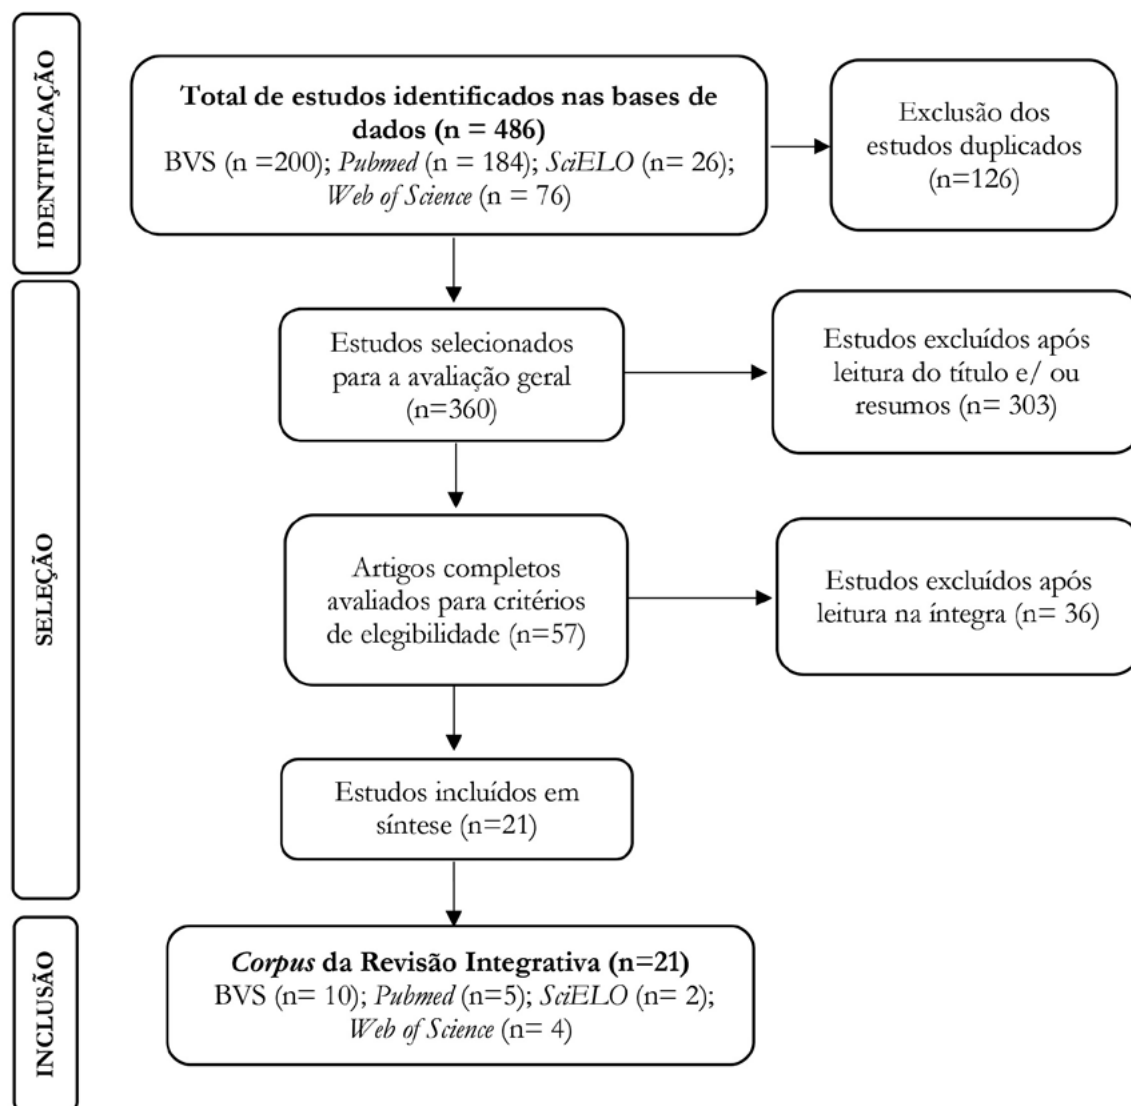 IDENTIFICAÇÃO
Total de estudos identificados nas bases de
dados (n = 486)
BVS (n =200); Pubmed (n = 184); SciELO (n= 26);
Web of Science (n = 76)
Exclusão dos
estudos duplicados
(n=126)
SELEÇÃO
Estudos selecionados
para a avaliação geral
(n=360)
Estudos excluídos após
leitura do título e/ ou
resumos (n= 303)
Artigos completos
avaliados para critérios
de elegibilidade (n=57)
Estudos excluídos após
leitura na íntegra (n= 36)
Estudos incluídos em
síntese (n=21)
INCLUSÃO
Corpus da Revisão Integrativa (n=21)
BVS (n= 10); Pubmed (n=5); SciELO (n= 2);
Web of Science (n= 4)